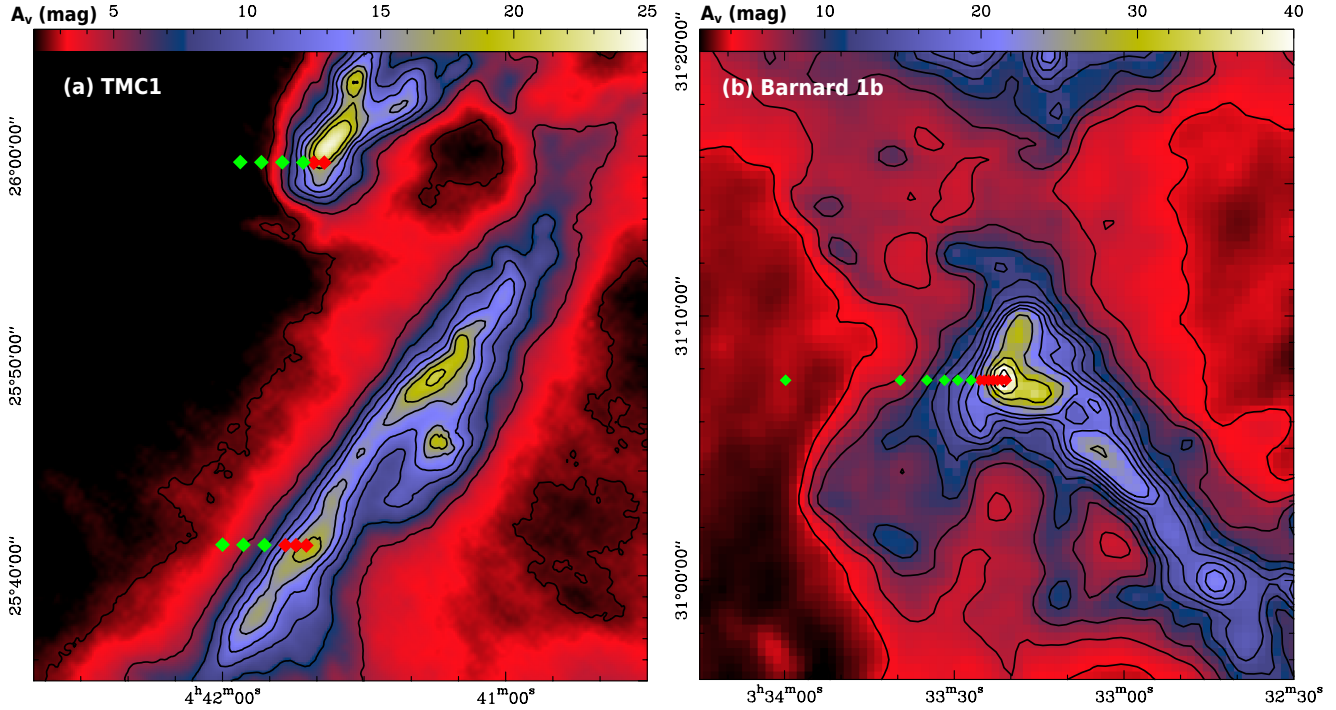 Aᵥ (mag) 5 10 15 20 25
(a) TMC1
26°00'00"
25°50'00"
25°40'00"
4ʰ42ᵐ00ˢ 41ᵐ00ˢ
Aᵥ (mag) 10 20 30 40
(b) Barnard 1b
31°20'00"
31°10'00"
31°00'00"
3ʰ34ᵐ00ˢ 33ᵐ30ˢ 33ᵐ00ˢ 32ᵐ30ˢ